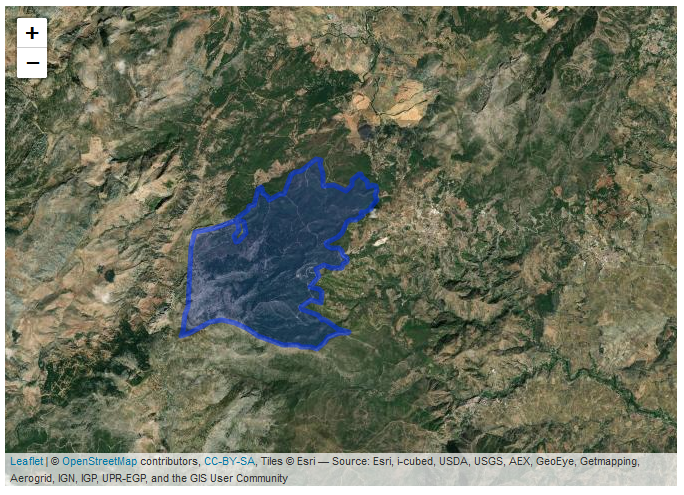 +
−
Leaflet | © OpenStreetMap contributors, CC-BY-SA, Tiles © Esri — Source: Esri, i-cubed, USDA, USGS, AEX, GeoEye, Getmapping,
Aerogrid, IGN, IGP, UPR-EGP, and the GIS User Community